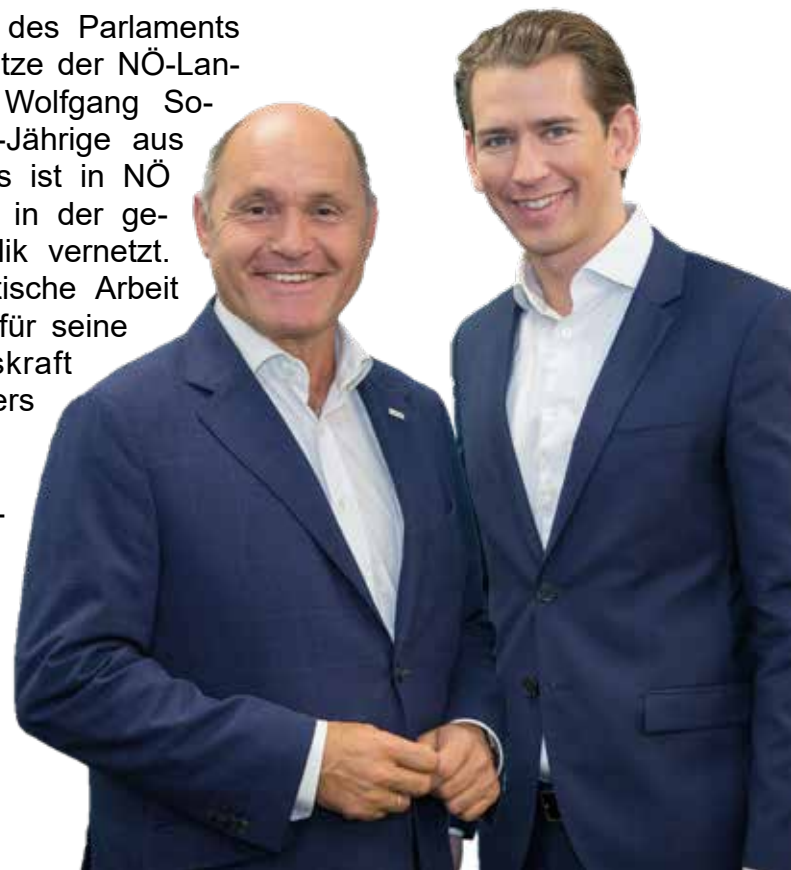 des Parlaments
tze der NÖ-Lan-
Wolfgang So-
-Jährige aus
s ist in NÖ
in der ge-
lik vernetzt.
tische Arbeit
für seine
skraft
ers
-